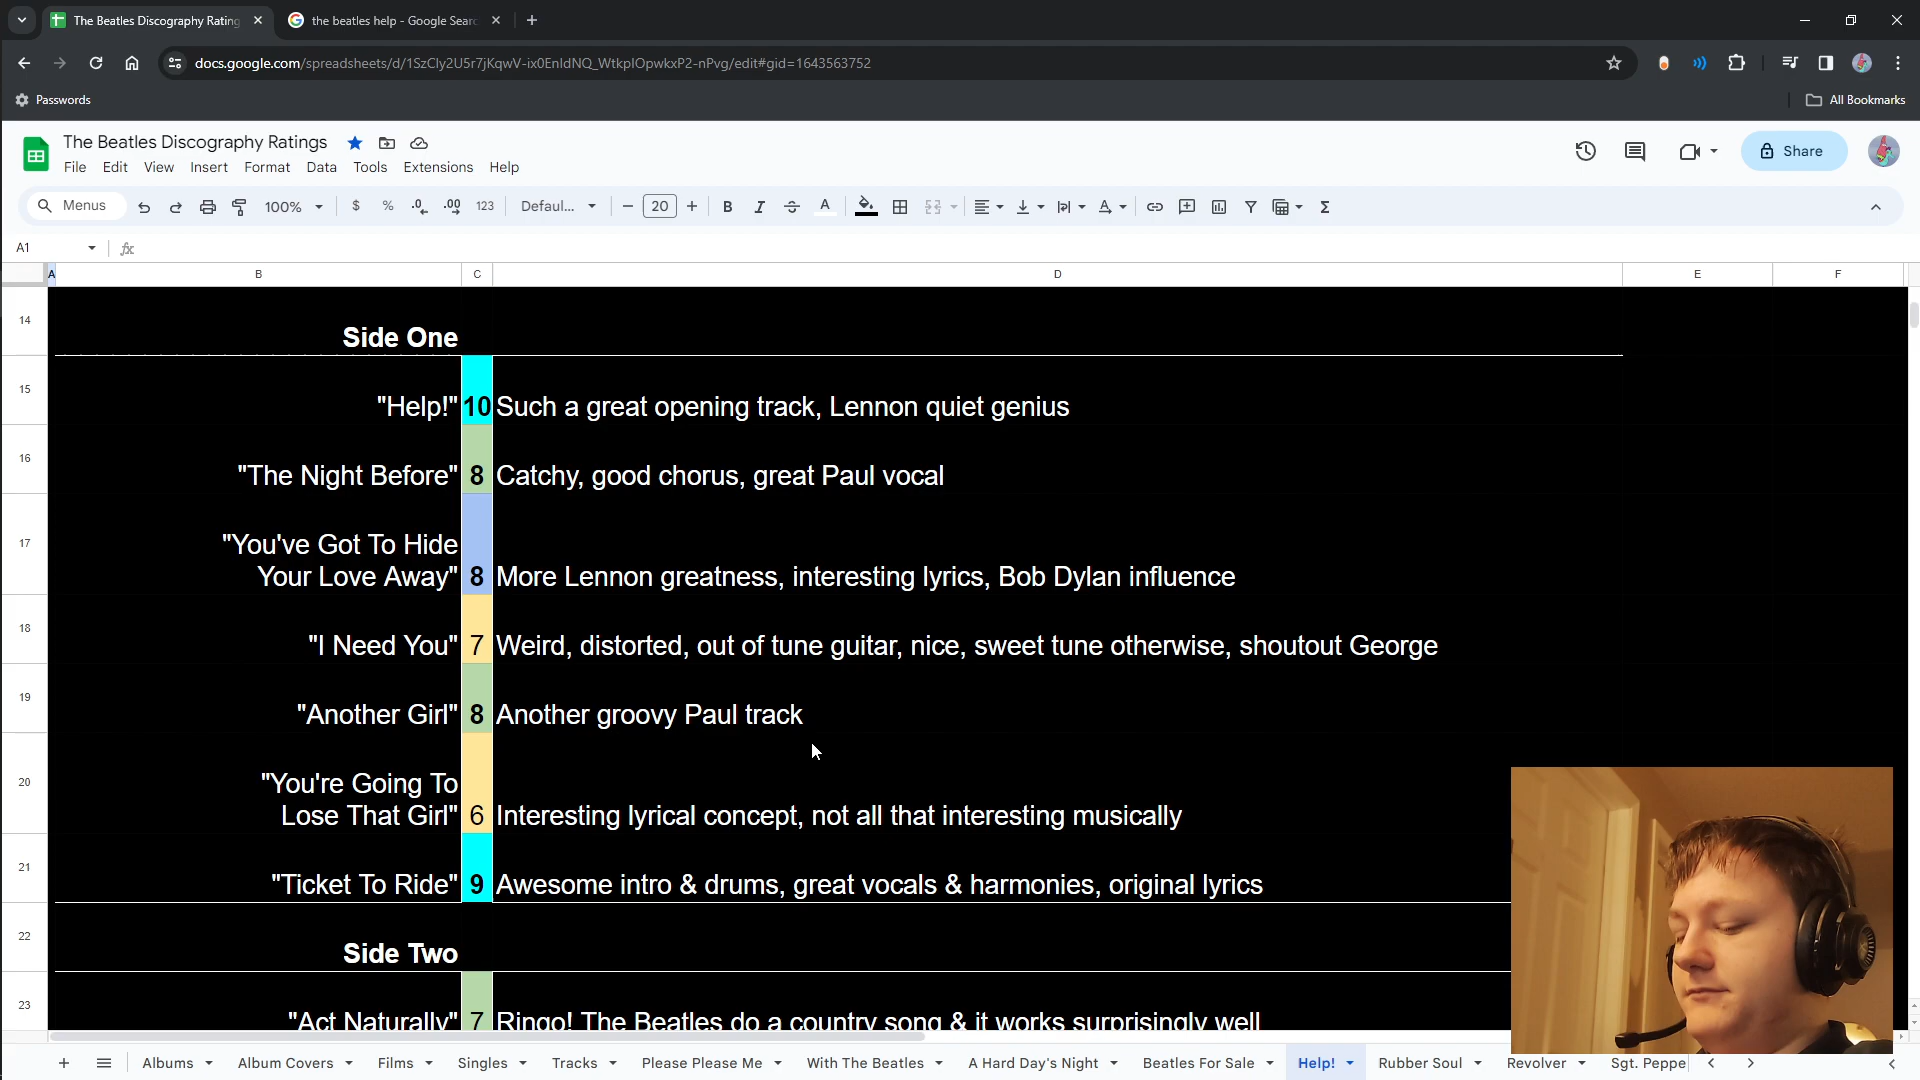 The Beatles Discography Rating
the beatles help - Google Sear
docs.google.com/spreadsheets/d/1SzCly2U5r7jKqwV-ix0EnIdNQ_WtkpIOpwkxP2-nPvg/edit#gid=1643563752
Passwords
All Bookmarks
The Beatles Discography Ratings
File Edit View Insert Format Data Tools Extensions Help
Share
Menus 100% $ % .0 .00 123 Defaul... 20 B I A
A1 fx
A B C D E F
14 Side One
15 "Help!" 10 Such a great opening track, Lennon quiet genius
16 "The Night Before" 8 Catchy, good chorus, great Paul vocal
17 "You've Got To Hide
Your Love Away" 8 More Lennon greatness, interesting lyrics, Bob Dylan influence
18 "I Need You" 7 Weird, distorted, out of tune guitar, nice, sweet tune otherwise, shoutout George
19 "Another Girl" 8 Another groovy Paul track
20 "You're Going To
Lose That Girl" 6 Interesting lyrical concept, not all that interesting musically
21 "Ticket To Ride" 9 Awesome intro & drums, great vocals & harmonies, original lyrics
22 Side Two
23 "Act Naturally" 7 Ringo! The Beatles do a country song & it works surprisingly well
Albums Album Covers Films Singles Tracks Please Please Me With The Beatles A Hard Day's Night Beatles For Sale Help! Rubber Soul Revolver Sgt. Peppe